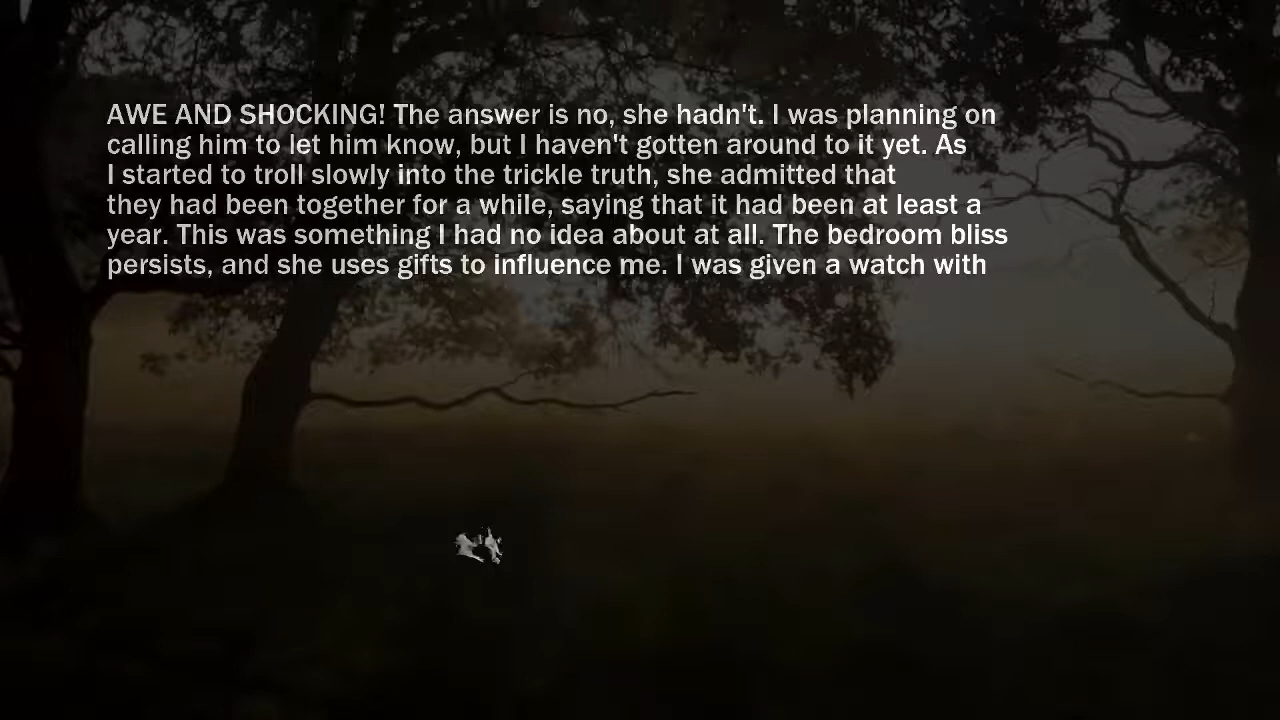 AWE AND SHOCKING! The answer is no, she hadn't. I was planning on
calling him to let him know, but I haven't gotten around to it yet. As
I started to troll slowly into the trickle truth, she admitted that
they had been together for a while, saying that it had been at least a
year. This was something I had no idea about at all. The bedroom bliss
persists, and she uses gifts to influence me. I was given a watch with